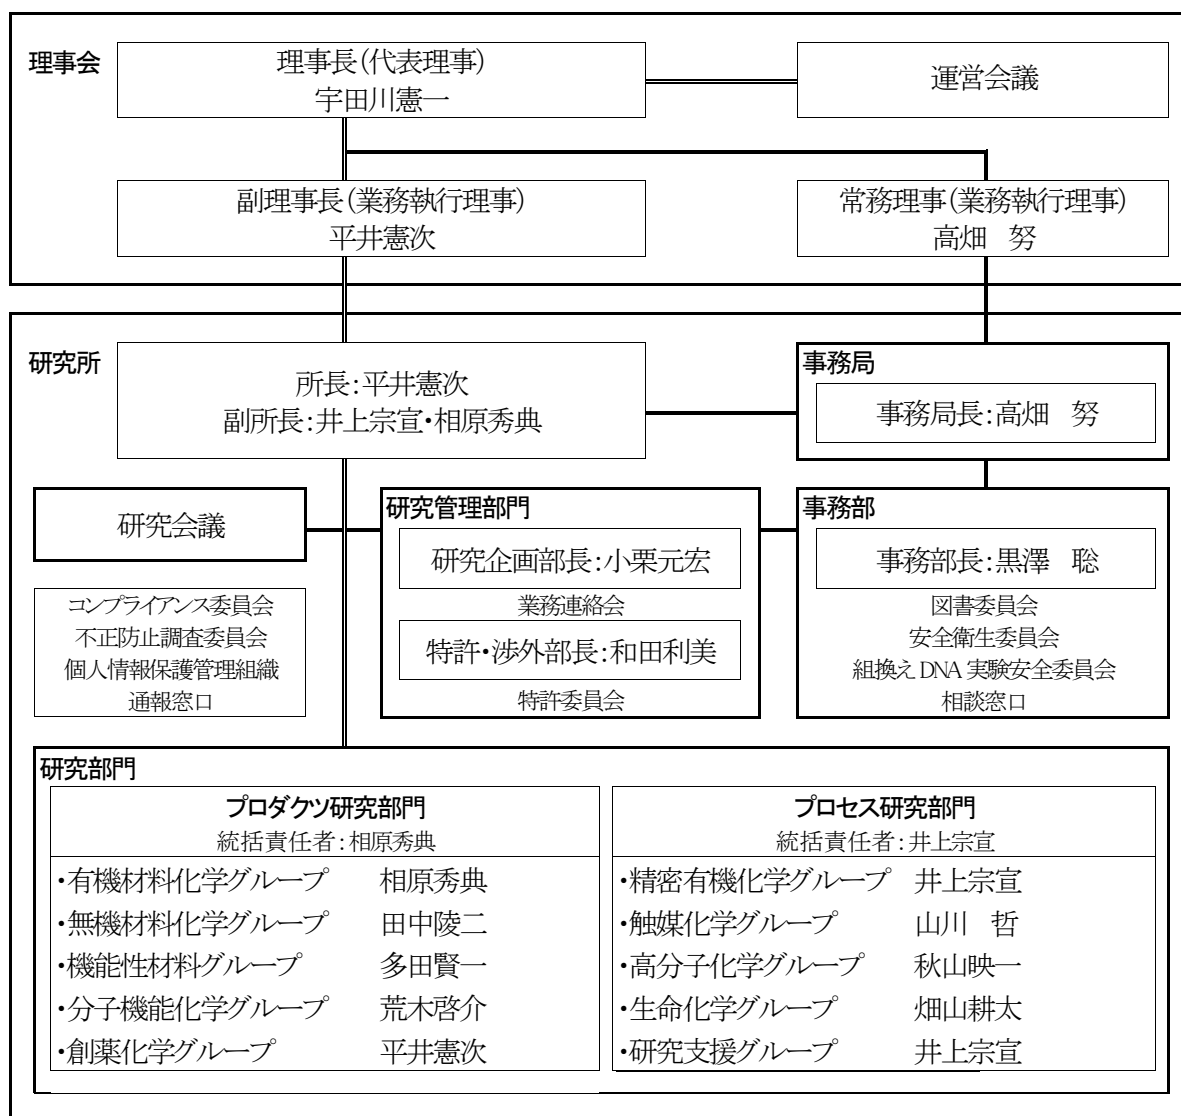 理事会
理事長(代表理事)
宇田川憲一
運営会議
副理事長(業務執行理事)
平井憲次
常務理事(業務執行理事)
高畑　努
研究所
所長:平井憲次
副所長:井上宗宣・相原秀典
事務局
事務局長:高畑　努
研究会議
研究管理部門
研究企画部長:小栗元宏
業務連絡会
特許・渉外部長:和田利美
特許委員会
事務部
事務部長:黒澤　聡
図書委員会
安全衛生委員会
組換え DNA 実験安全委員会
相談窓口
コンプライアンス委員会
不正防止調査委員会
個人情報保護管理組織
通報窓口
研究部門
プロダクツ研究部門
統括責任者:相原秀典
・有機材料化学グループ　相原秀典
・無機材料化学グループ　田中陵二
・機能性材料グループ　多田賢一
・分子機能化学グループ　荒木啓介
・創薬化学グループ　平井憲次
プロセス研究部門
統括責任者:井上宗宣
・精密有機化学グループ　井上宗宣
・触媒化学グループ　山川　哲
・高分子化学グループ　秋山映一
・生命化学グループ　畑山耕太
・研究支援グループ　井上宗宣